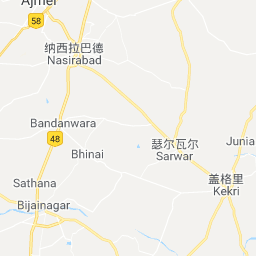 Ajmer
58
纳西拉巴德
Nasirabad
Bandanwara
48
瑟尔瓦尔
Sarwar
Junia
Bhinai
盖格里
Kekri
Sathana
Bijainagar